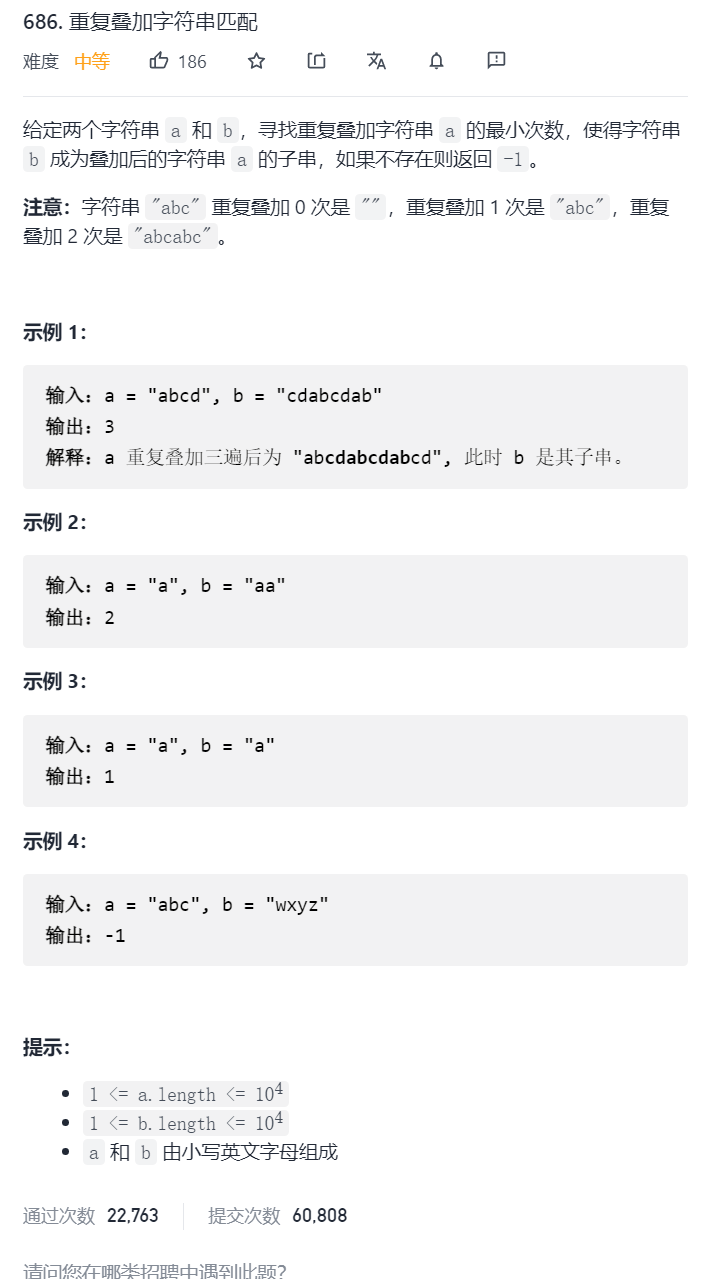 686. 重复叠加字符串匹配
难度 中等 186
给定两个字符串 a 和 b，寻找重复叠加字符串 a 的最小次数，使得字符串
b 成为叠加后的字符串 a 的子串，如果不存在则返回 -1。
注意：字符串 "abc" 重复叠加 0 次是 ""，重复叠加 1 次是 "abc"，重复
叠加 2 次是 "abcabc"。
示例 1：
输入：a = "abcd", b = "cdabcdab"
输出：3
解释：a 重复叠加三遍后为 "abcdabcdabcd", 此时 b 是其子串。
示例 2：
输入：a = "a", b = "aa"
输出：2
示例 3：
输入：a = "a", b = "a"
输出：1
示例 4：
输入：a = "abc", b = "wxyz"
输出：-1
提示：
• 1 <= a.length <= 10⁴
• 1 <= b.length <= 10⁴
• a 和 b 由小写英文字母组成
通过次数 22,763 提交次数 60,808
请问您在哪类招聘中遇到此题？